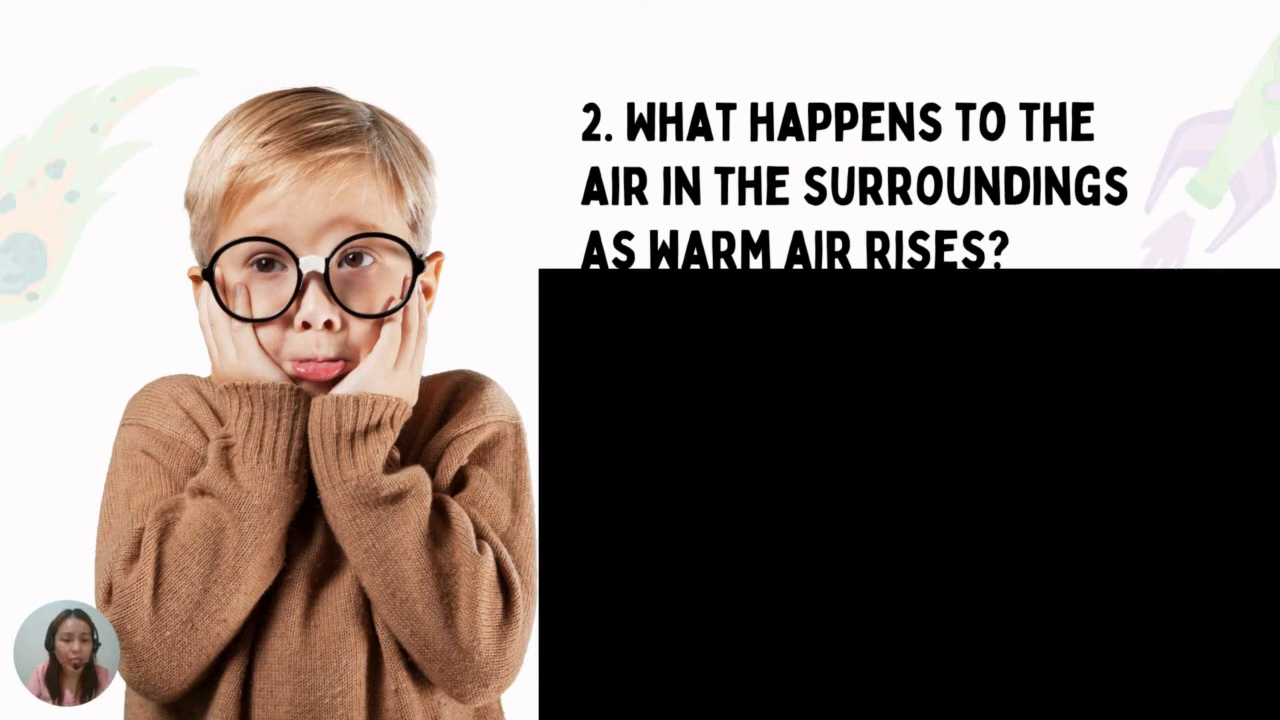 2. WHAT HAPPENS TO THE
AIR IN THE SURROUNDINGS
AS WARM AIR RISES?